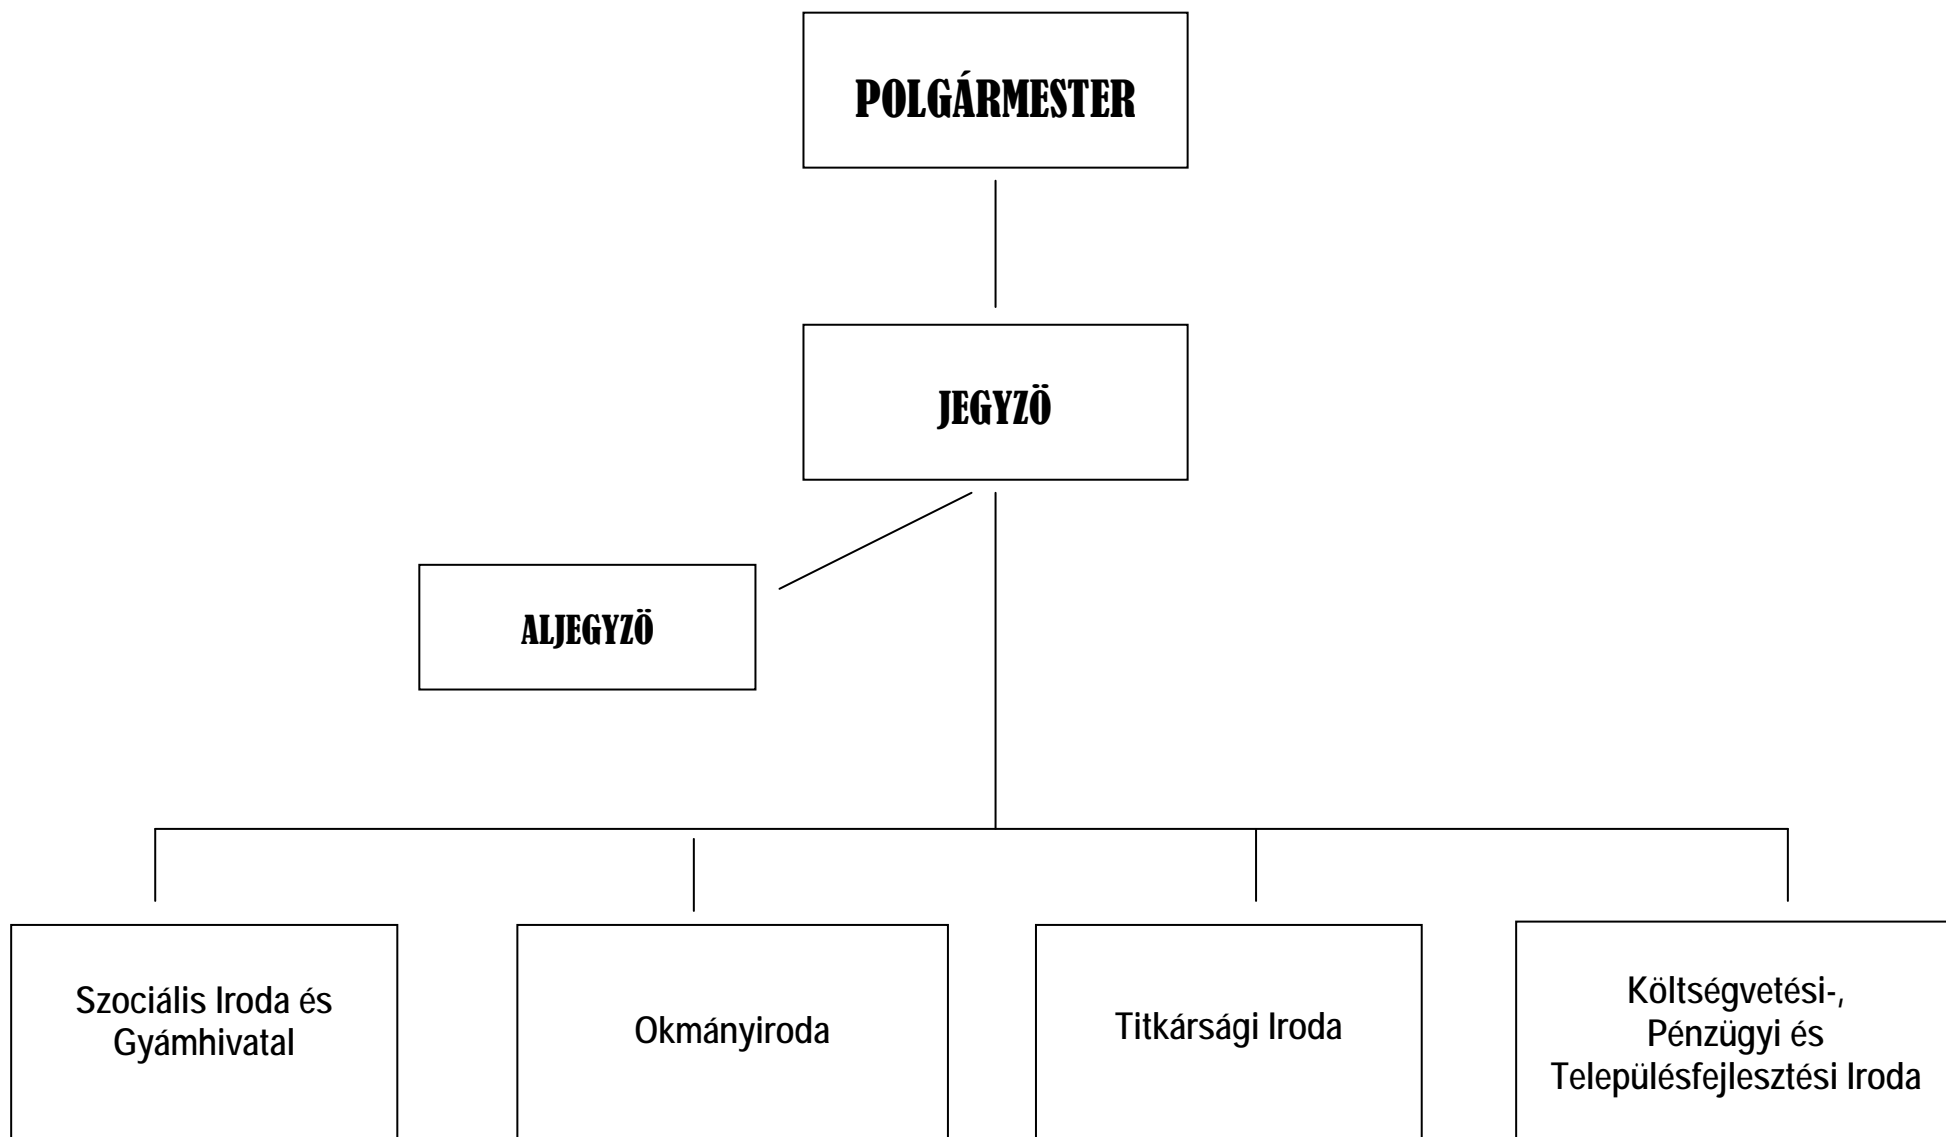 POLGÁRMESTER
JEGYZÖ
ALJEGYZÖ
Szociális Iroda és
Gyámhivatal
Okmányiroda
Titkársági Iroda
Költségvetési-,
Pénzügyi és
Településfejlesztési Iroda